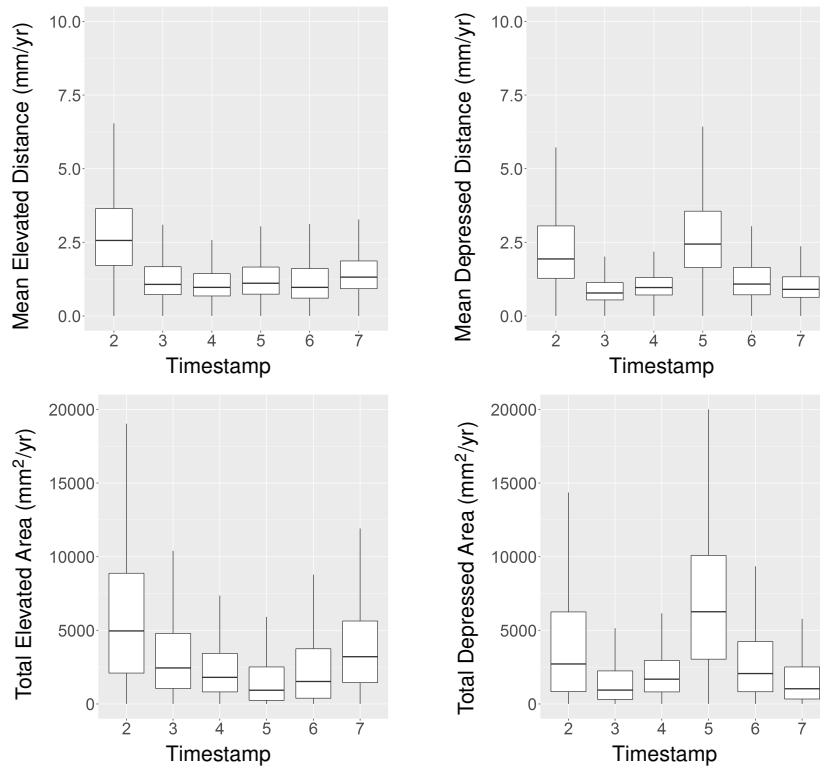 Mean Elevated Distance (mm/yr)
10.0
7.5
5.0
2.5
0.0
2 3 4 5 6 7
Timestamp
Mean Depressed Distance (mm/yr)
10.0
7.5
5.0
2.5
0.0
2 3 4 5 6 7
Timestamp
Total Elevated Area (mm²/yr)
20000
15000
10000
5000
0
2 3 4 5 6 7
Timestamp
Total Depressed Area (mm²/yr)
20000
15000
10000
5000
0
2 3 4 5 6 7
Timestamp